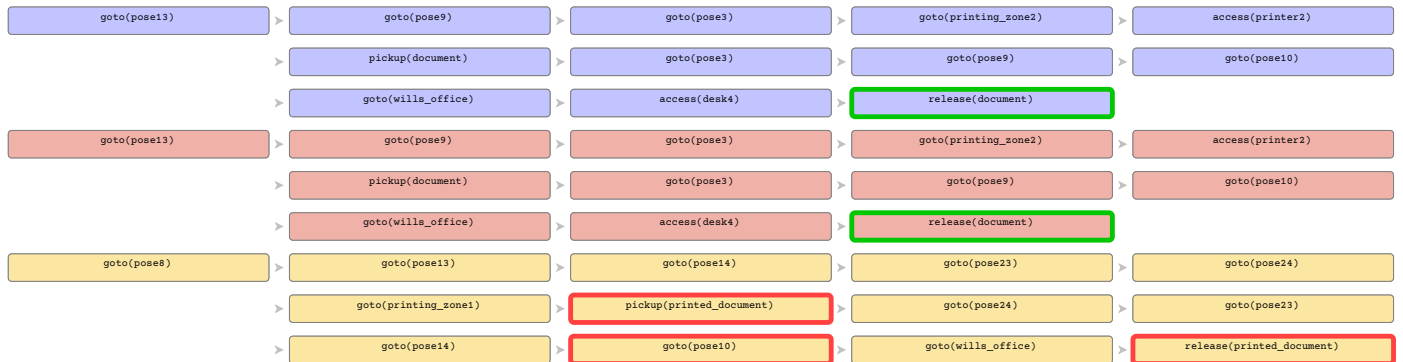 goto(pose13) goto(pose9) goto(pose3) goto(printing_zone2) access(printer2)
pickup(document) goto(pose3) goto(pose9) goto(pose10)
goto(wills_office) access(desk4) release(document)
goto(pose13) goto(pose9) goto(pose3) goto(printing_zone2) access(printer2)
pickup(document) goto(pose3) goto(pose9) goto(pose10)
goto(wills_office) access(desk4) release(document)
goto(pose8) goto(pose13) goto(pose14) goto(pose23) goto(pose24)
goto(printing_zone1) pickup(printed_document) goto(pose24) goto(pose23)
goto(pose14) goto(pose10) goto(wills_office) release(printed_document)